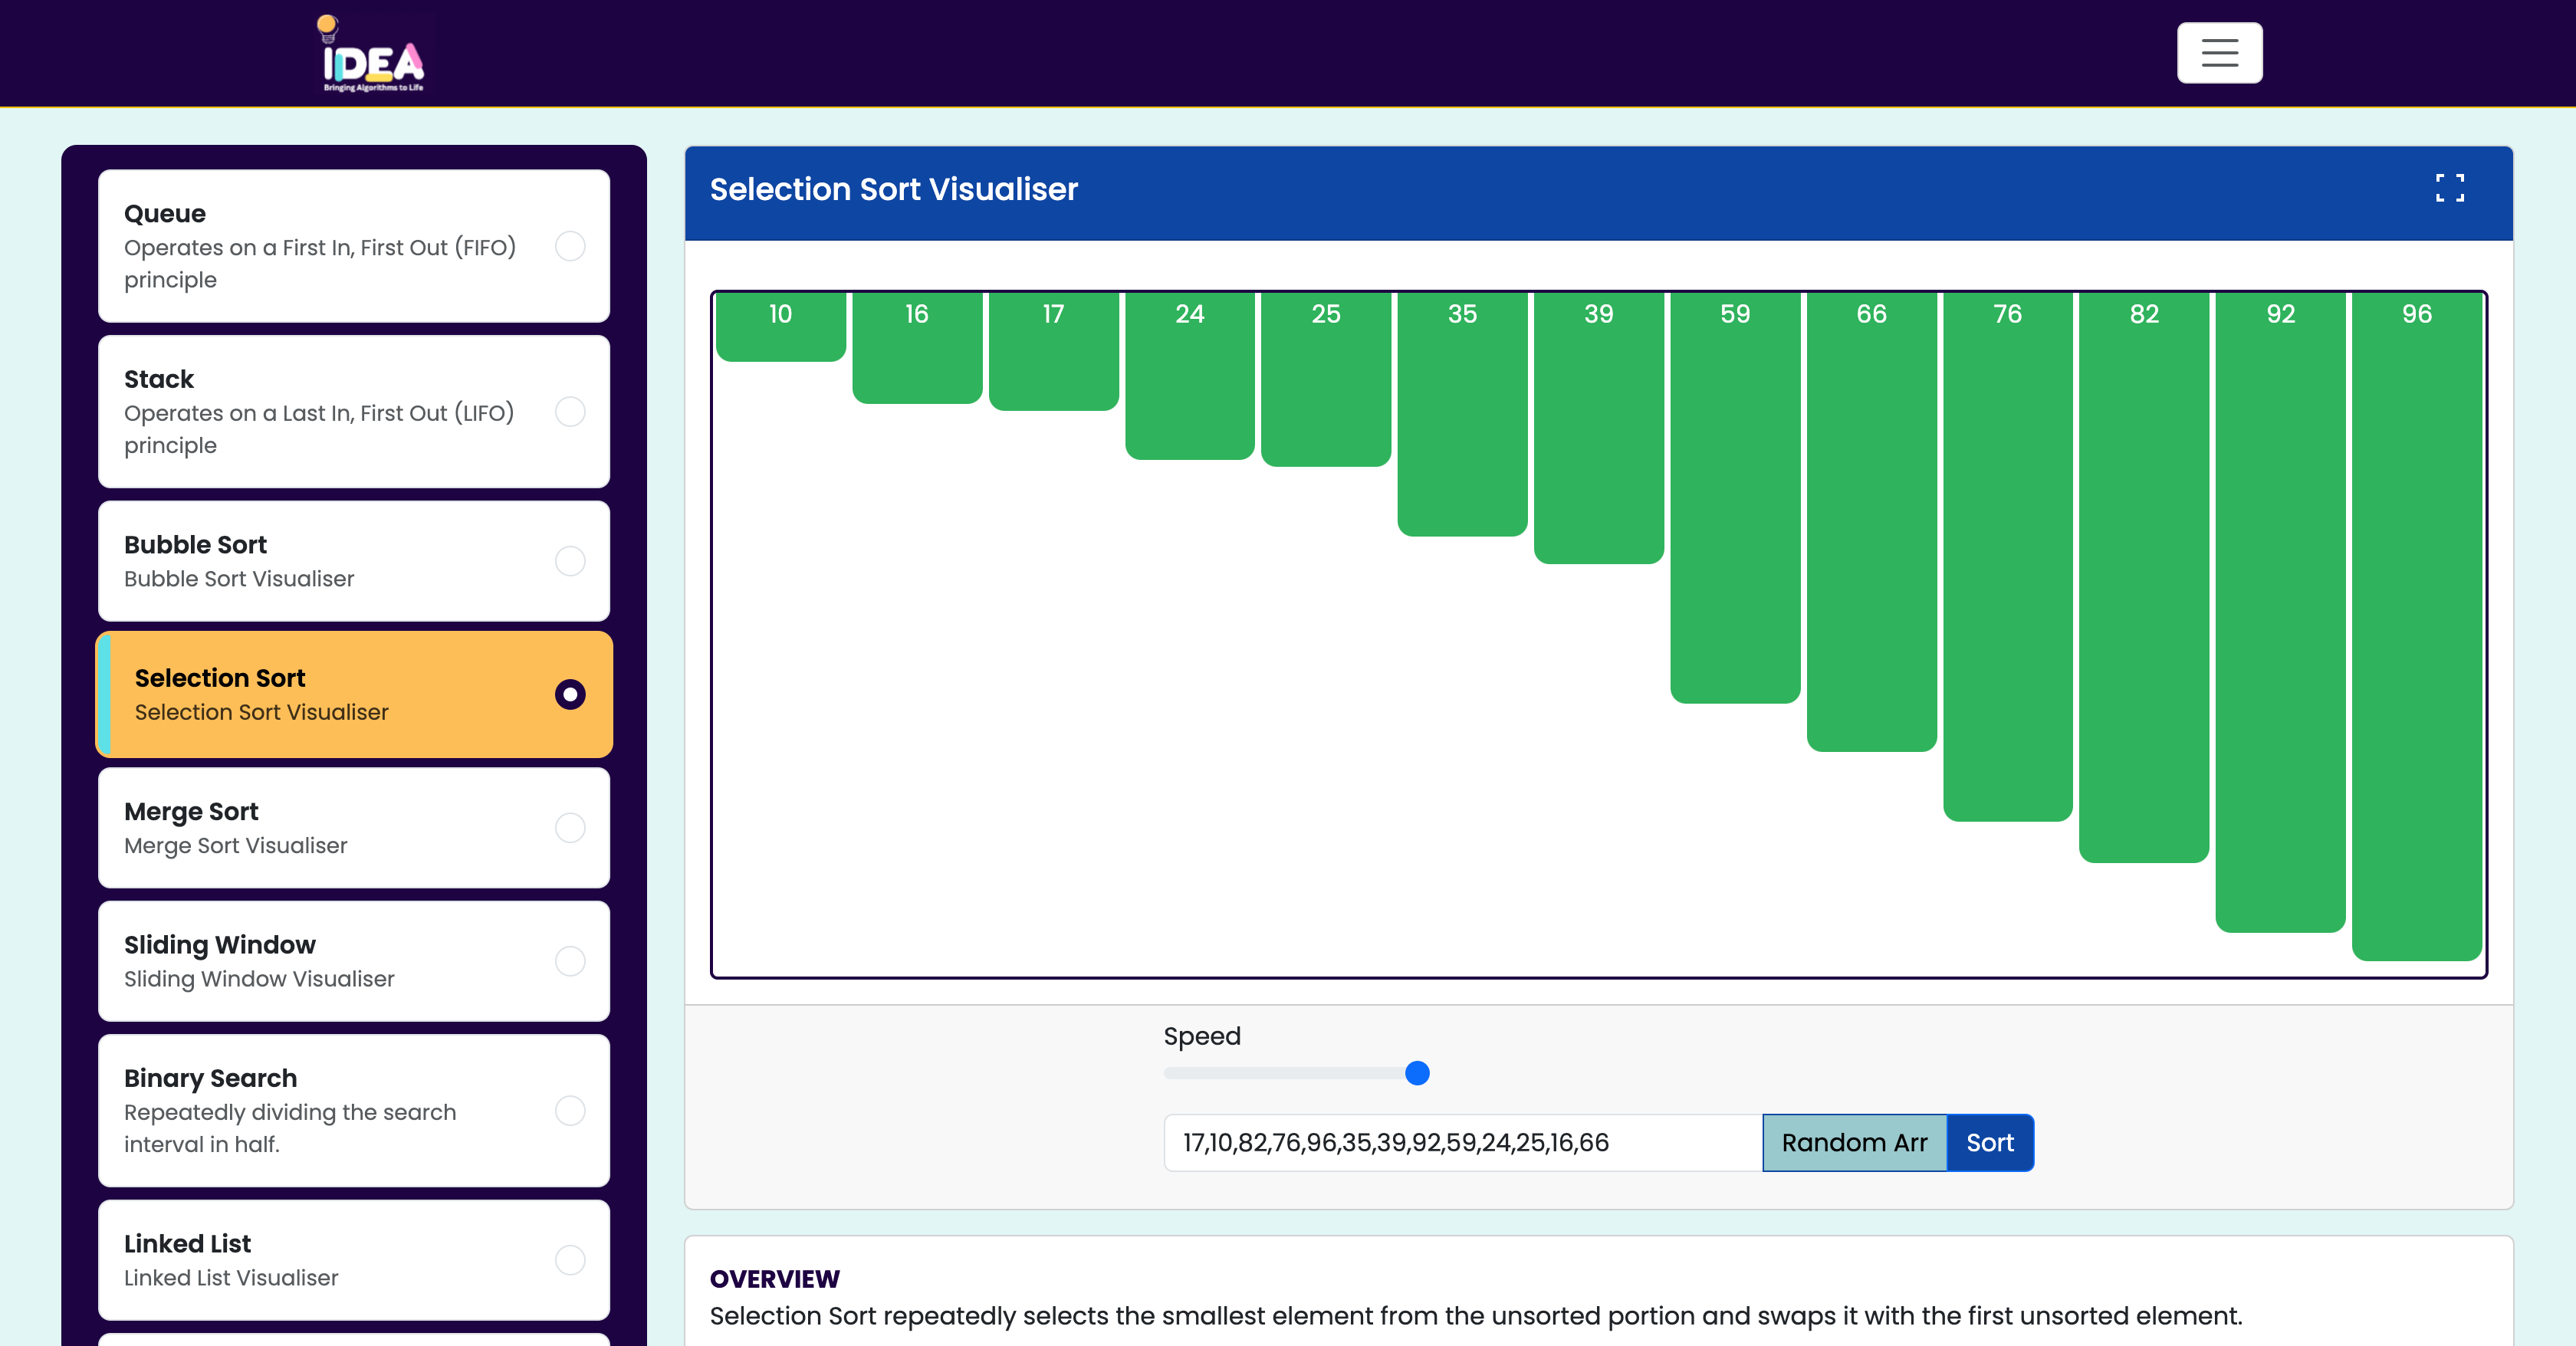 IDEA
Bringing Algorithms to Life
Queue
Operates on a First In, First Out (FIFO)
principle
Stack
Operates on a Last In, First Out (LIFO)
principle
Bubble Sort
Bubble Sort Visualiser
Selection Sort
Selection Sort Visualiser
Merge Sort
Merge Sort Visualiser
Sliding Window
Sliding Window Visualiser
Binary Search
Repeatedly dividing the search
interval in half.
Linked List
Linked List Visualiser
Selection Sort Visualiser
10 16 17 24 25 35 39 59 66 76 82 92 96
Speed
17,10,82,76,96,35,39,92,59,24,25,16,66 Random Arr Sort
OVERVIEW
Selection Sort repeatedly selects the smallest element from the unsorted portion and swaps it with the first unsorted element.